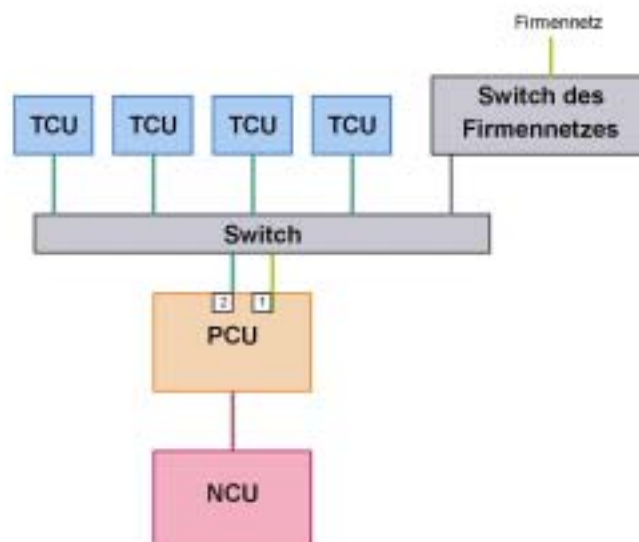 Firmennetz
Switch des
Firmennetzes
TCU
TCU
TCU
TCU
Switch
2
1
PCU
NCU